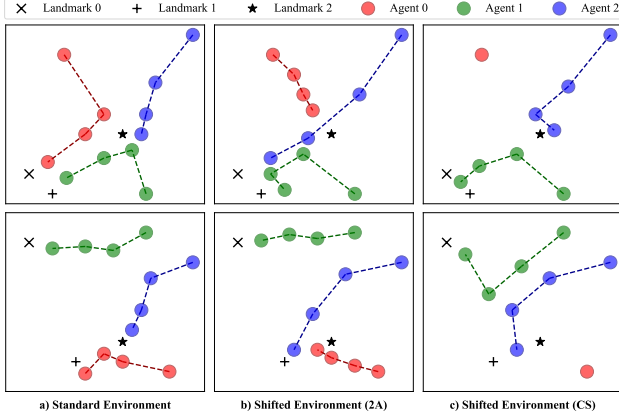 Landmark 0 Landmark 1 Landmark 2 Agent 0 Agent 1 Agent 2
a) Standard Environment b) Shifted Environment (2A) c) Shifted Environment (CS)